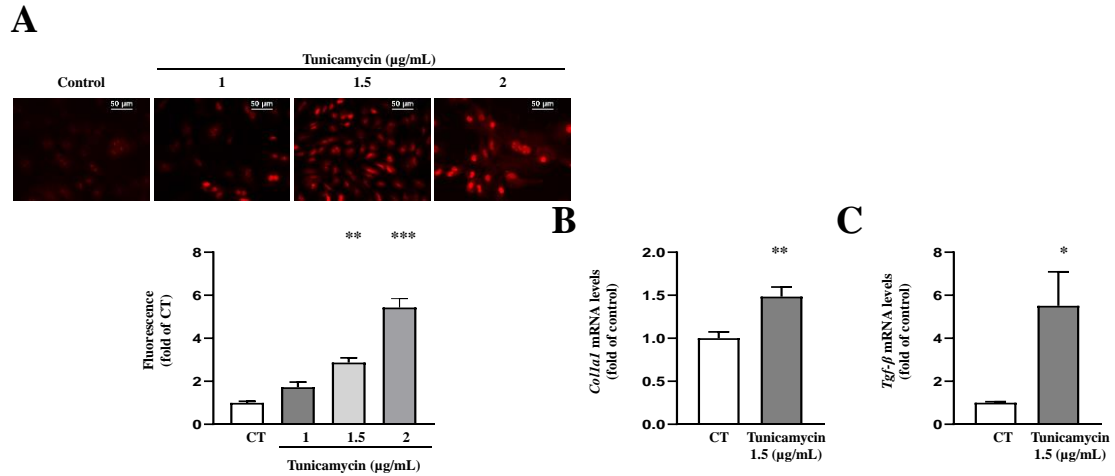 A
Tunicamycin (µg/mL)
Control 1 1.5 2
50 µm 50 µm 50 µm 50 µm
B
C
** ***
8
6
4
2
0
Fluorescence
(fold of CT)
CT 1 1.5 2
Tunicamycin (µg/mL)
**
2.0
1.5
1.0
0.5
0.0
Col1a1 mRNA levels
(fold of control)
CT Tunicamycin
1.5 (µg/mL)
*
8
6
4
2
0
Tgf-β mRNA levels
(fold of control)
CT Tunicamycin
1.5 (µg/mL)